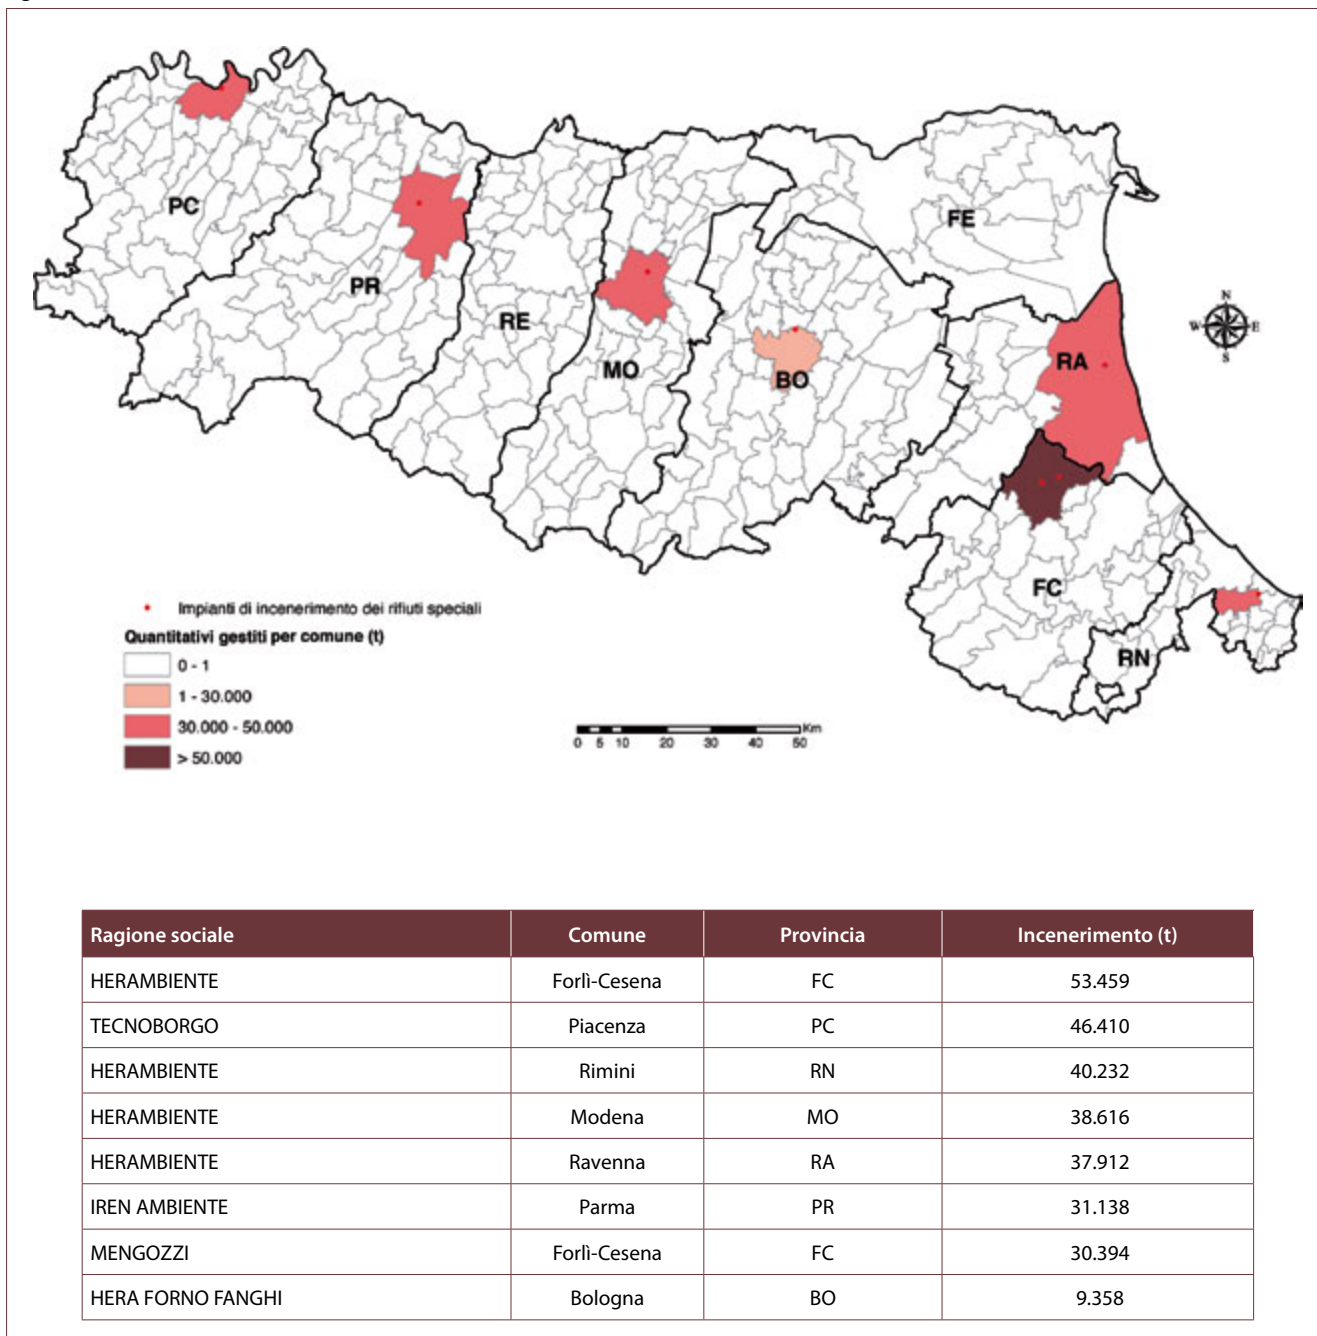 PC
PR
RE
MO
BO
FE
RA
FC
RN
N
W E
S
Impianti di incenerimento dei rifiuti speciali
Quantitativi gestiti per comune (t)
0 - 1
1 - 30.000
30.000 - 50.000
> 50.000
Km
0 5 10 20 30 40 50
Ragione sociale Comune Provincia Incenerimento (t)
HERAMBIENTE Forlì-Cesena FC 53.459
TECNOBORGO Piacenza PC 46.410
HERAMBIENTE Rimini RN 40.232
HERAMBIENTE Modena MO 38.616
HERAMBIENTE Ravenna RA 37.912
IREN AMBIENTE Parma PR 31.138
MENGOZZI Forlì-Cesena FC 30.394
HERA FORNO FANGHI Bologna BO 9.358